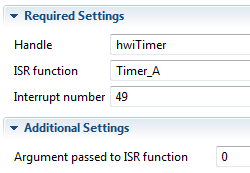 Required Settings
Handle hwiTimer
ISR function Timer_A
Interrupt number 49
Additional Settings
Argument passed to ISR function 0